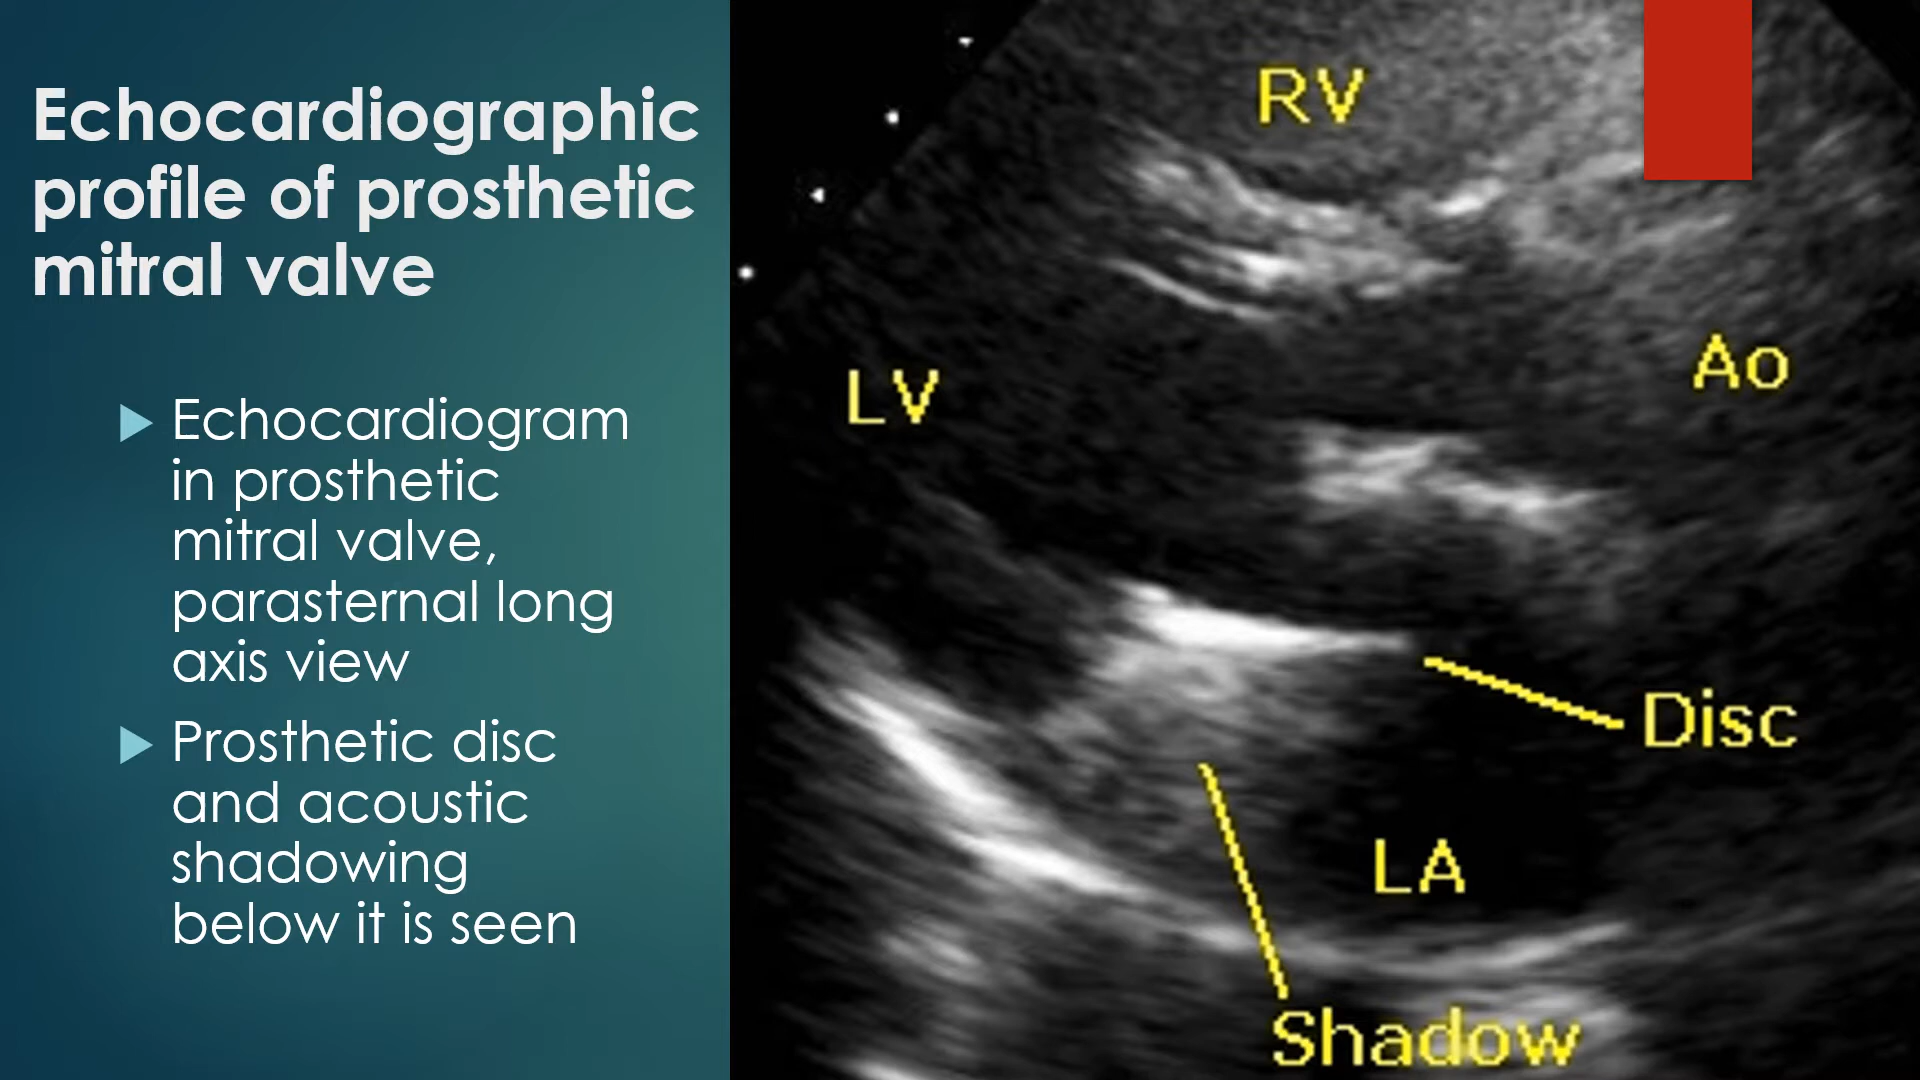 Echocardiographic
profile of prosthetic
mitral valve
Echocardiogram
in prosthetic
mitral valve,
parasternal long
axis view
Prosthetic disc
and acoustic
shadowing
below it is seen
RV
Ao
LV
Disc
LA
Shadow